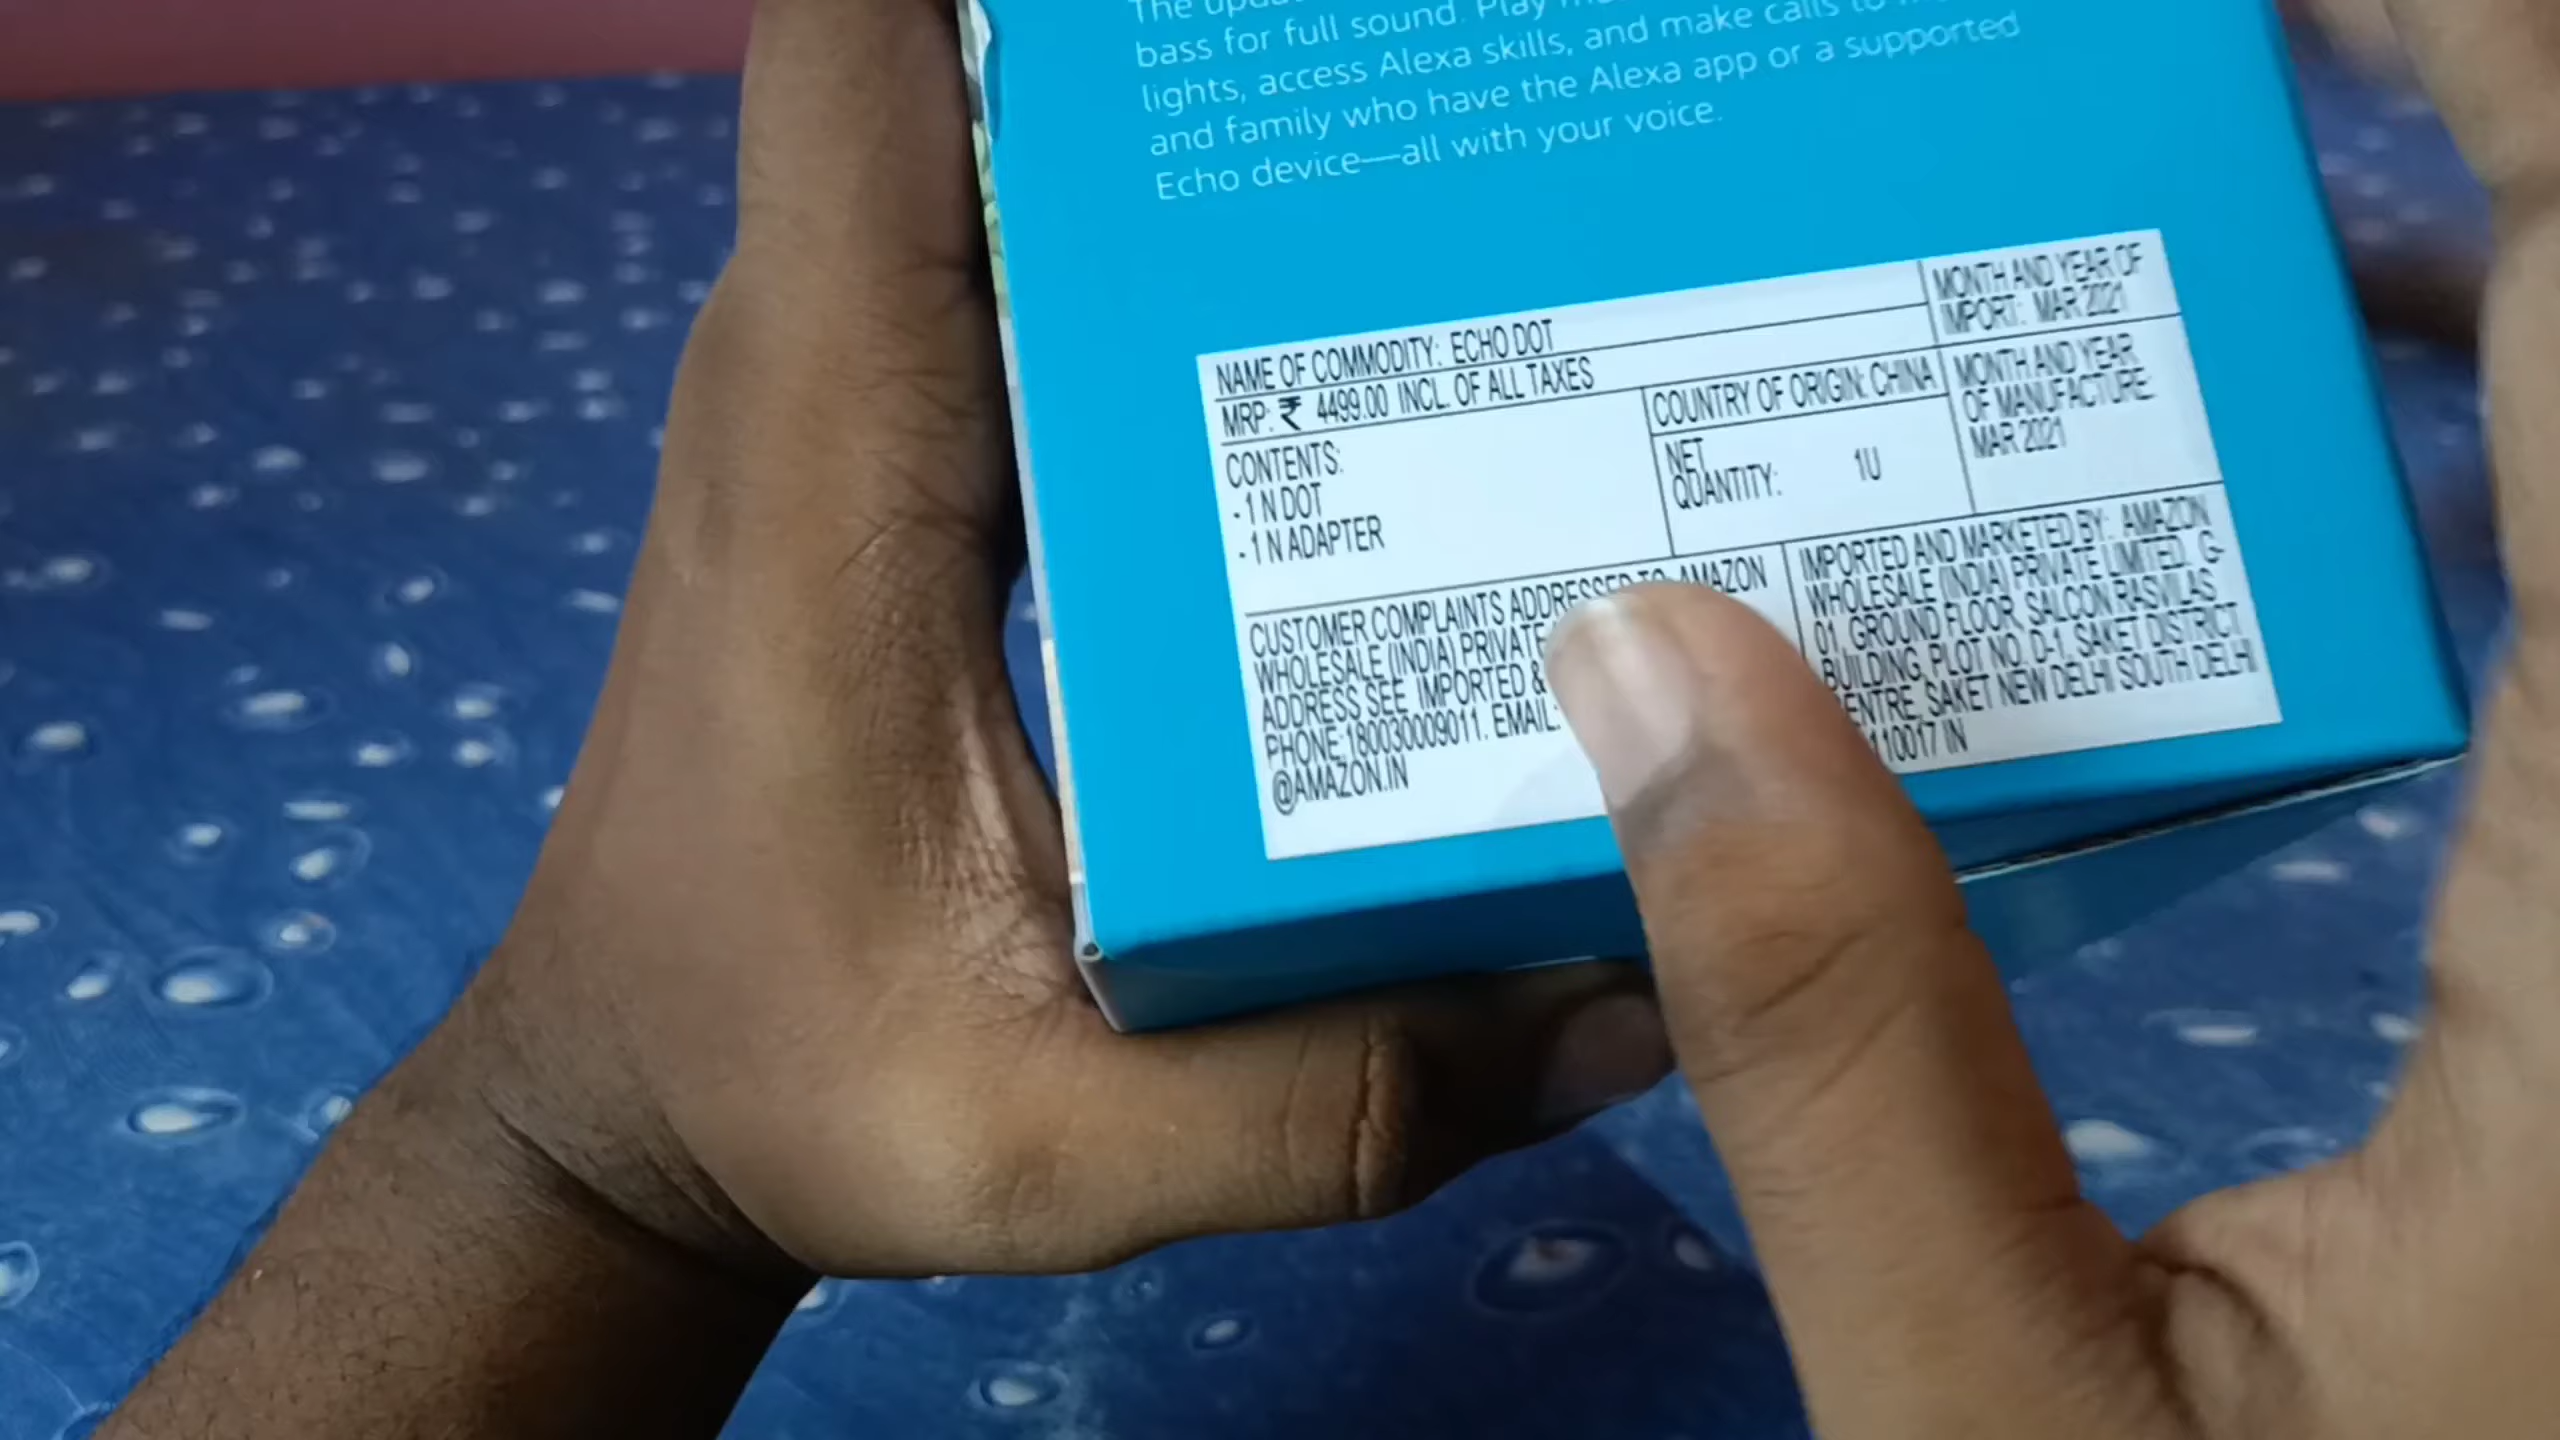 The
bass for full sound. Play
lights, access Alexa skills, and make calls to
and family who have the Alexa app or a supported
Echo device—all with your voice.
NAME OF COMMODITY: ECHO DOT
MRP: ₹ 4499.00 INCL. OF ALL TAXES
MONTH AND YEAR OF
IMPORT: MAR 2021
CONTENTS:
- 1 N DOT
- 1 N ADAPTER
COUNTRY OF ORIGIN: CHINA
NET
QUANTITY: 1U
MONTH AND YEAR
OF MANUFACTURE:
MAR 2021
CUSTOMER COMPLAINTS ADDRESSED TO AMAZON
WHOLESALE (INDIA) PRIVATE
ADDRESS SEE IMPORTED &
PHONE:180030009011. EMAIL:
@AMAZON.IN
IMPORTED AND MARKETED BY: AMAZON
WHOLESALE (INDIA) PRIVATE LIMITED. G-
01, GROUND FLOOR, SALCON RASVILAS
BUILDING, PLOT NO. D-1, SAKET DISTRICT
CENTRE, SAKET NEW DELHI SOUTH DELHI
110017 IN